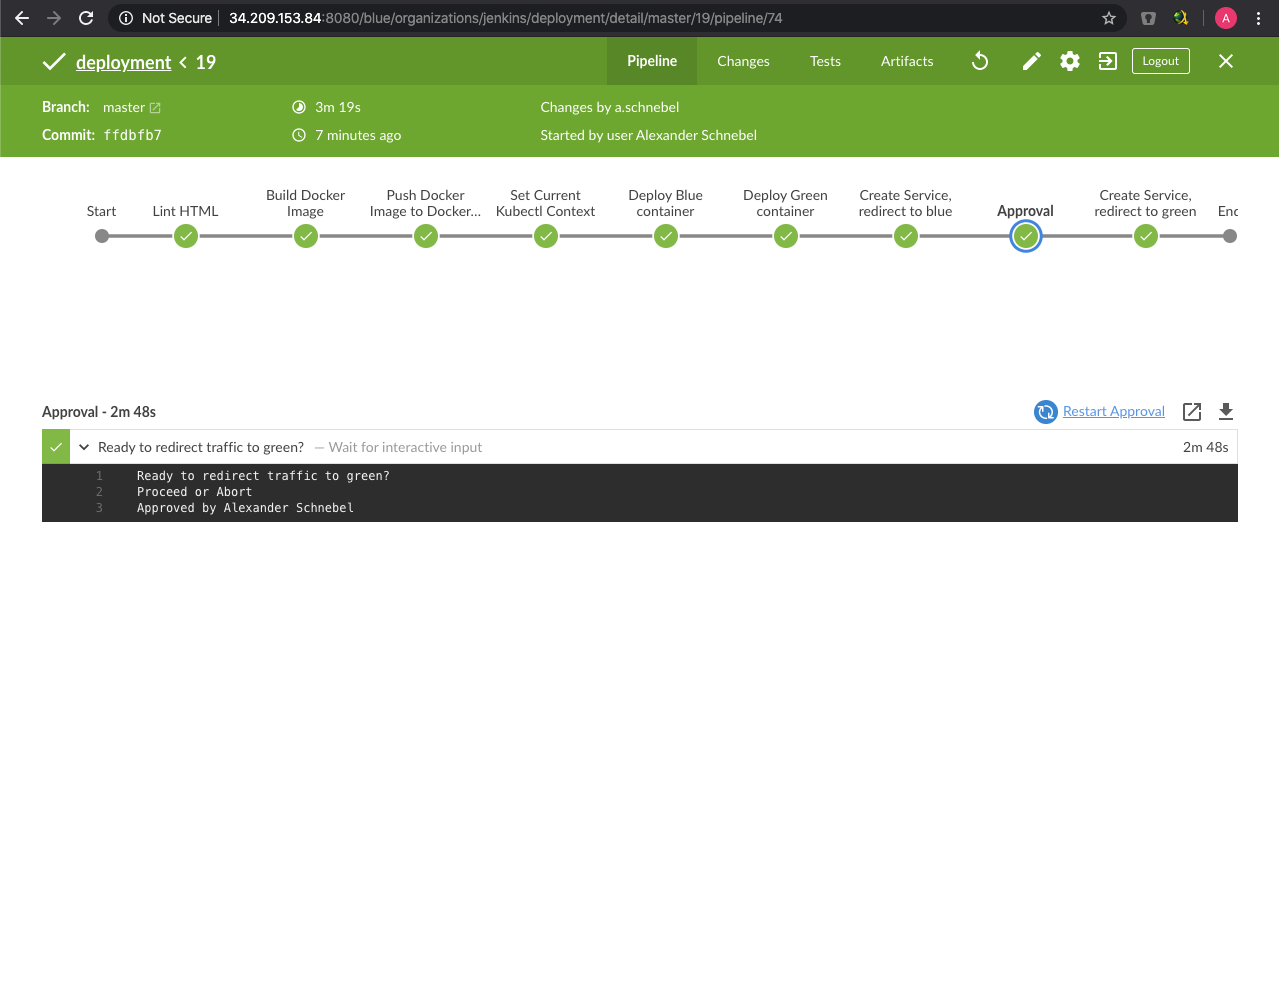 Not Secure 34.209.153.84:8080/blue/organizations/jenkins/deployment/detail/master/19/pipeline/74
A
deployment < 19
Pipeline Changes Tests Artifacts Logout
Branch: master 3m 19s Changes by a.schnebel
Commit: ffdbfb7 7 minutes ago Started by user Alexander Schnebel
Start
Lint HTML
Build Docker
Image
Push Docker
Image to Docker...
Set Current
Kubectl Context
Deploy Blue
container
Deploy Green
container
Create Service,
redirect to blue
Approval
Create Service,
redirect to green
Approval - 2m 48s Restart Approval
Ready to redirect traffic to green? — Wait for interactive input 2m 48s
1 Ready to redirect traffic to green?
2 Proceed or Abort
3 Approved by Alexander Schnebel